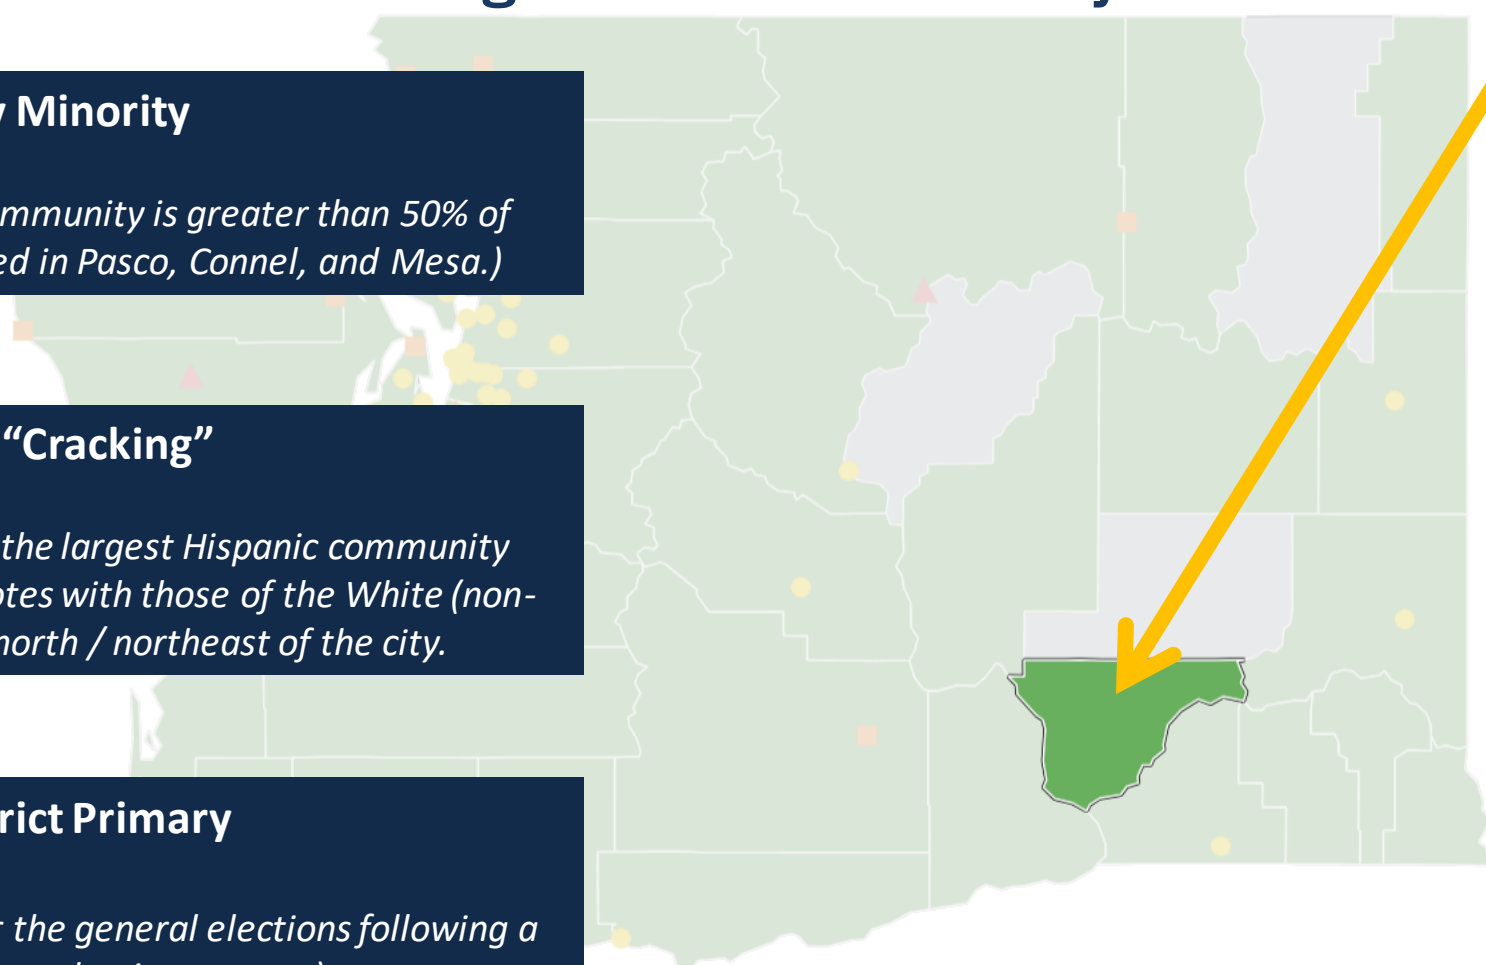 Minority
mmunity is greater than 50% of
ed in Pasco, Connel, and Mesa.)
“Cracking”
the largest Hispanic community
otes with those of the White (non-
north / northeast of the city.
rict Primary
the general elections following a